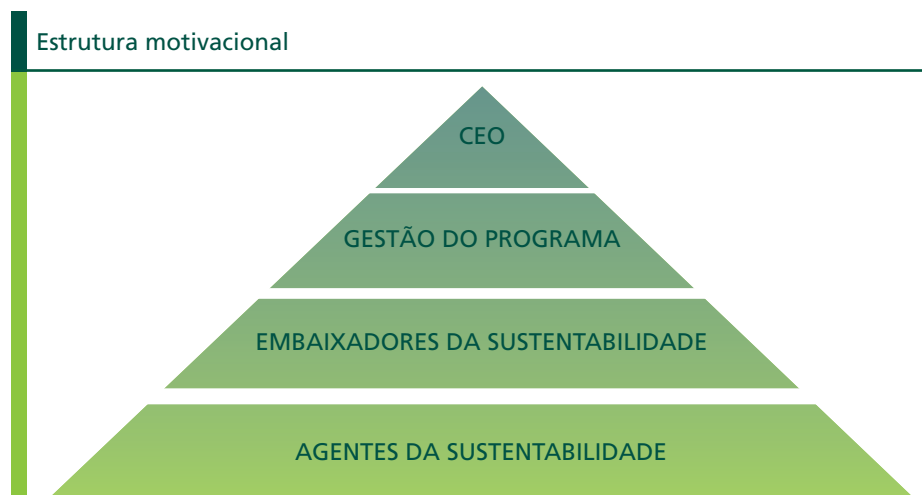 Estrutura motivacional
CEO
GESTÃO DO PROGRAMA
EMBAIXADORES DA SUSTENTABILIDADE
AGENTES DA SUSTENTABILIDADE